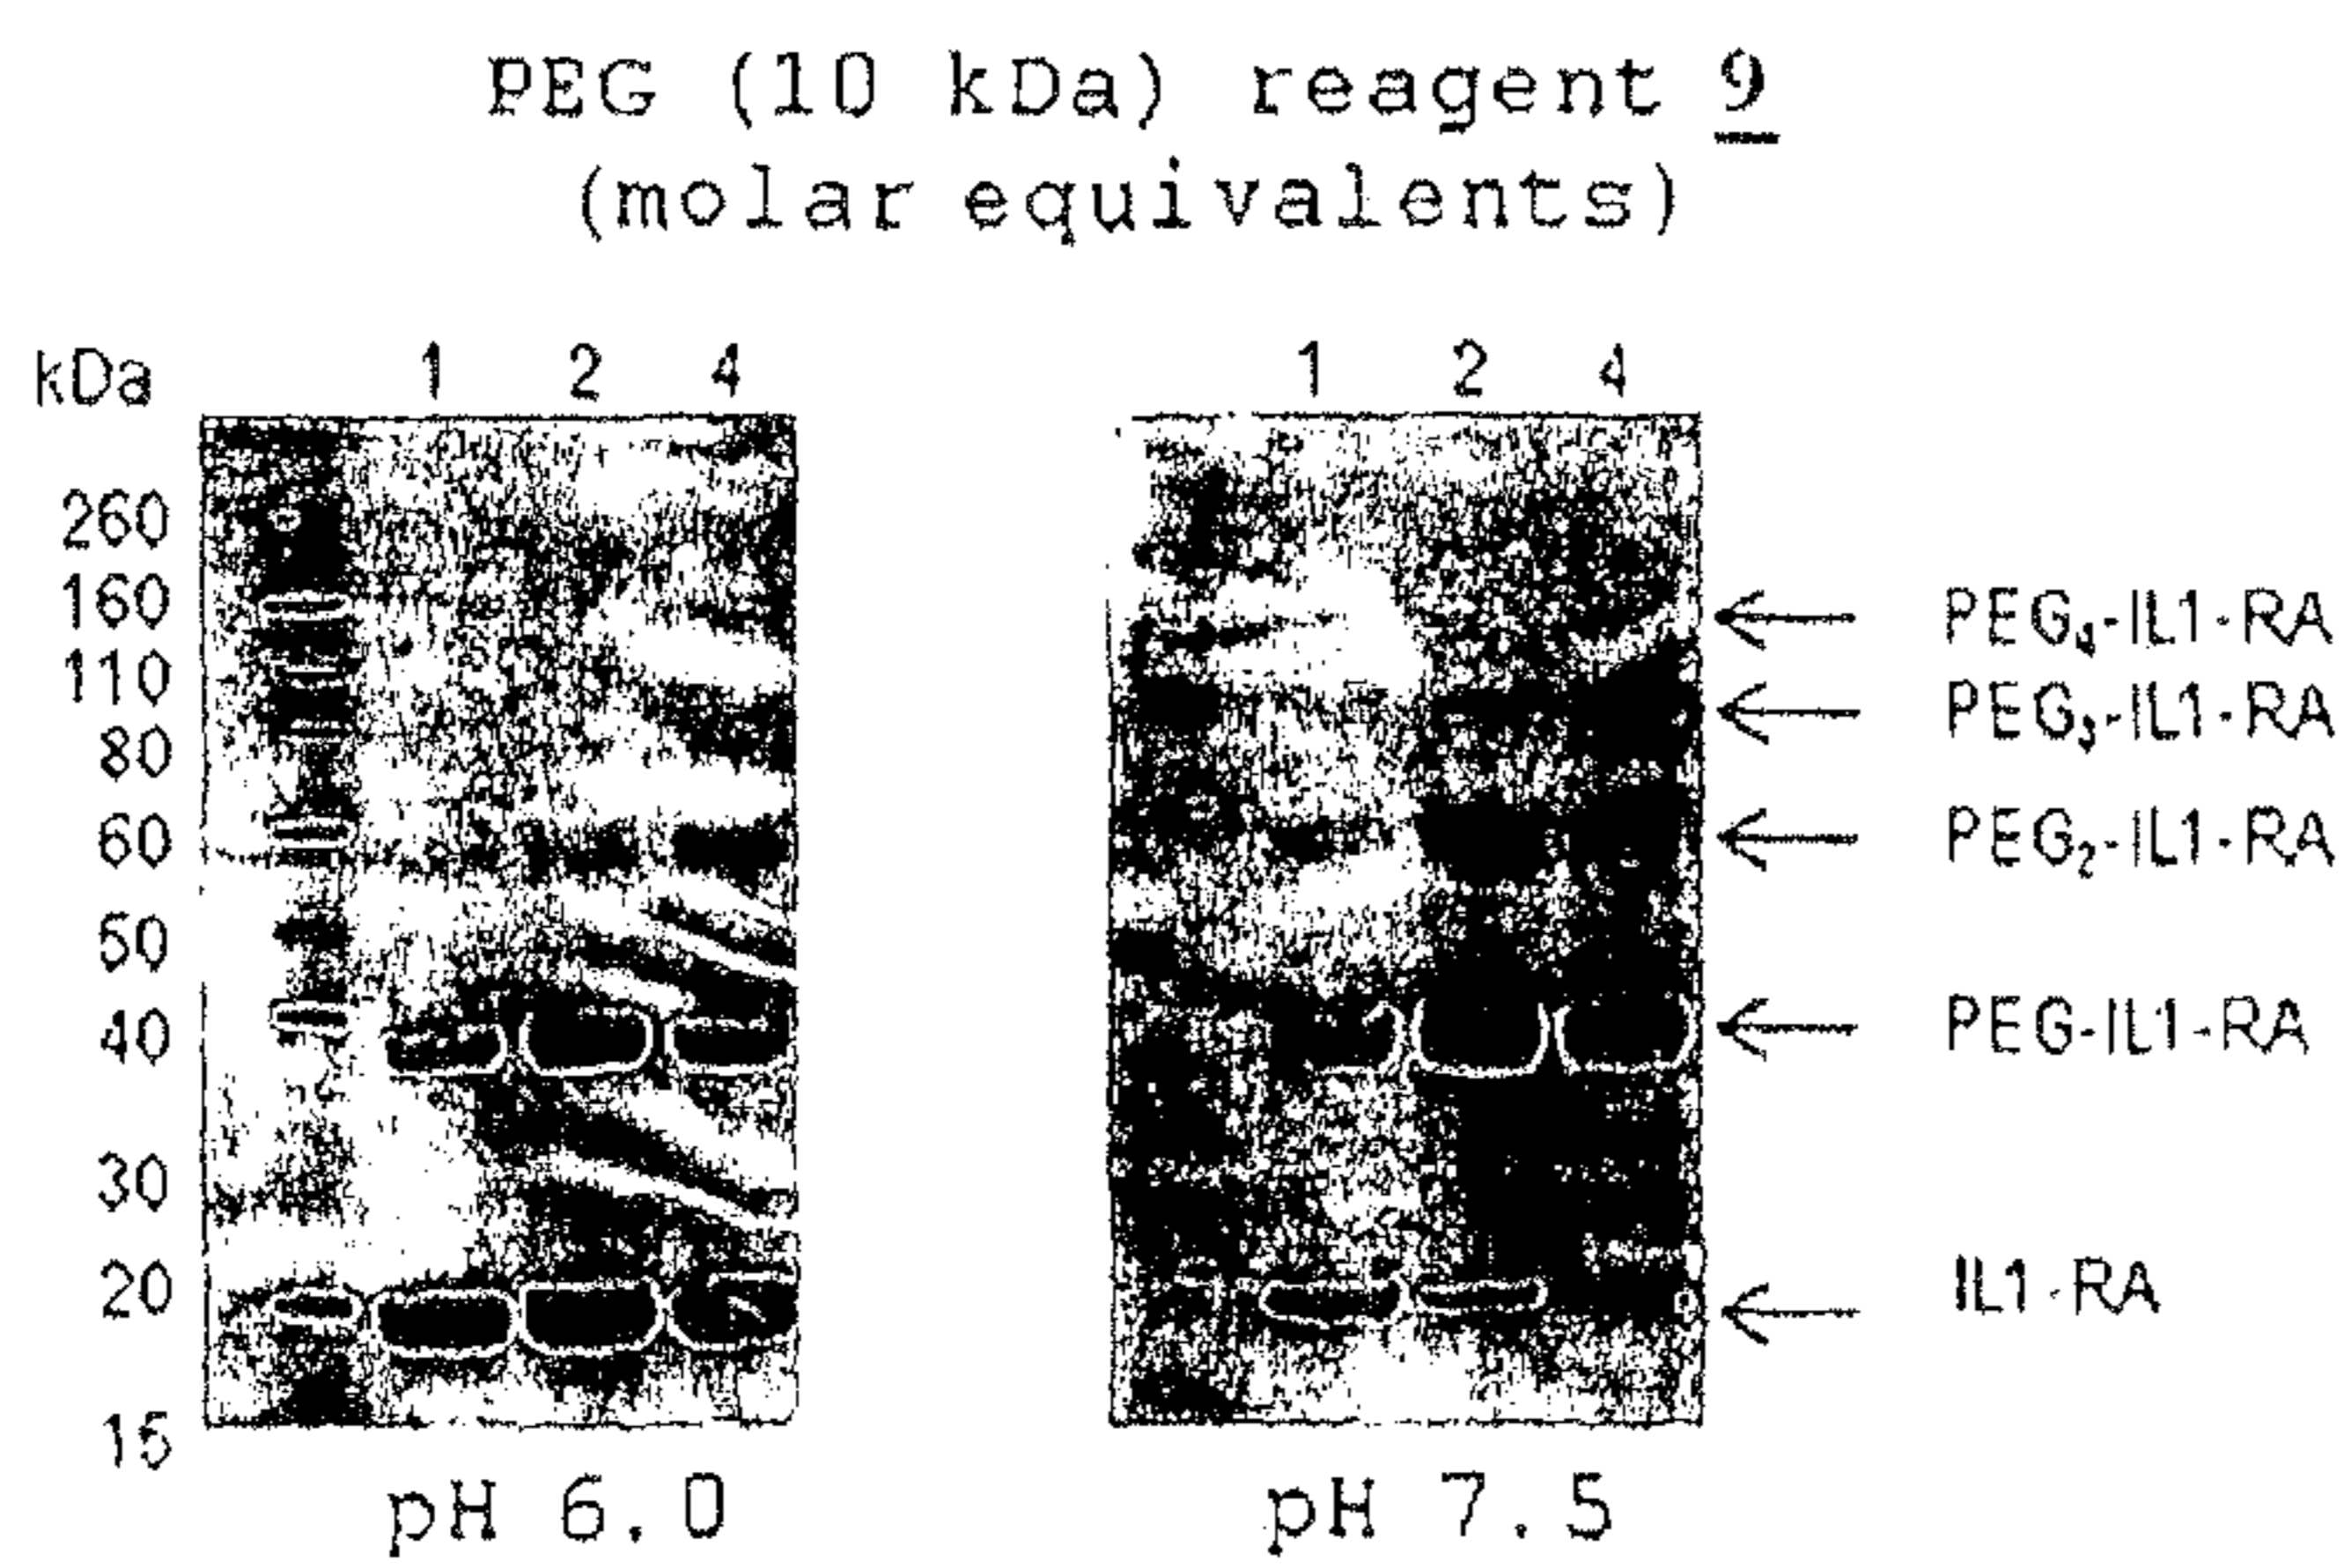 PEG (10 kDa) reagent 9
(molar equivalents)
kDa 1 2 4 1 2 4
260
160
110
80
60
50
40
30
20
15
PEG₄-IL1-RA
PEG₃-IL1-RA
PEG₂-IL1-RA
PEG-IL1-RA
IL1-RA
pH 6.0 pH 7.5